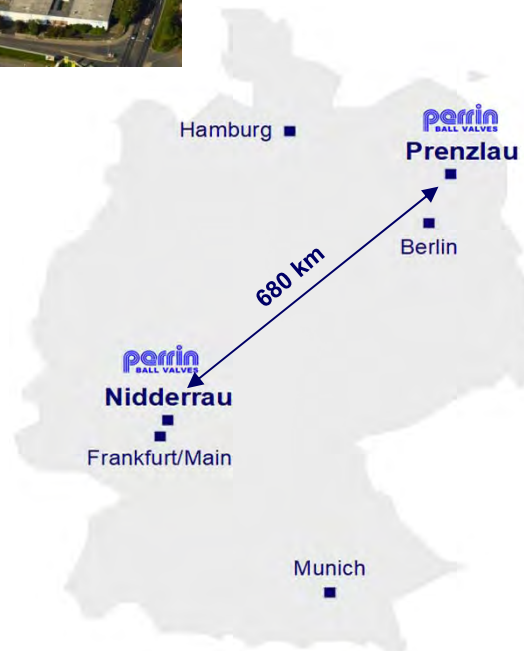 perrin
BALL VALVES
Hamburg
Prenzlau
Berlin
680 km
perrin
BALL VALVES
Nidderrau
Frankfurt/Main
Munich